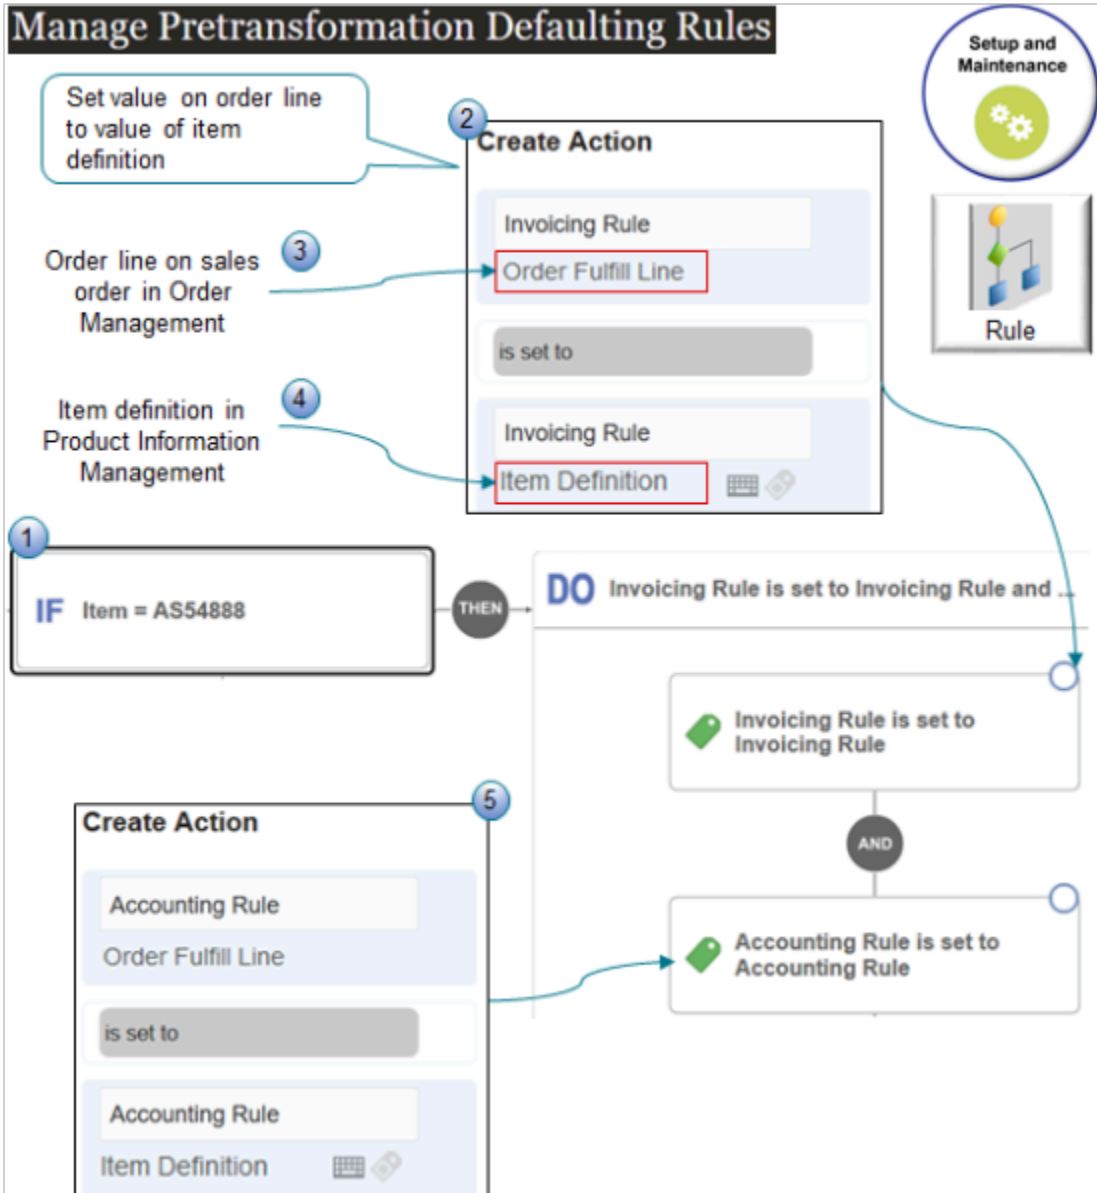 Manage Pretransformation Defaulting Rules
Setup and
Maintenance
Rule
Set value on order line
to value of item
definition
2
Create Action
Invoicing Rule
Order Fulfill Line
is set to
Invoicing Rule
Item Definition
3
Order line on sales
order in Order
Management
4
Item definition in
Product Information
Management
1
IF Item = AS54888
THEN
DO Invoicing Rule is set to Invoicing Rule and ...
Invoicing Rule is set to
Invoicing Rule
AND
Accounting Rule is set to
Accounting Rule
5
Create Action
Accounting Rule
Order Fulfill Line
is set to
Accounting Rule
Item Definition